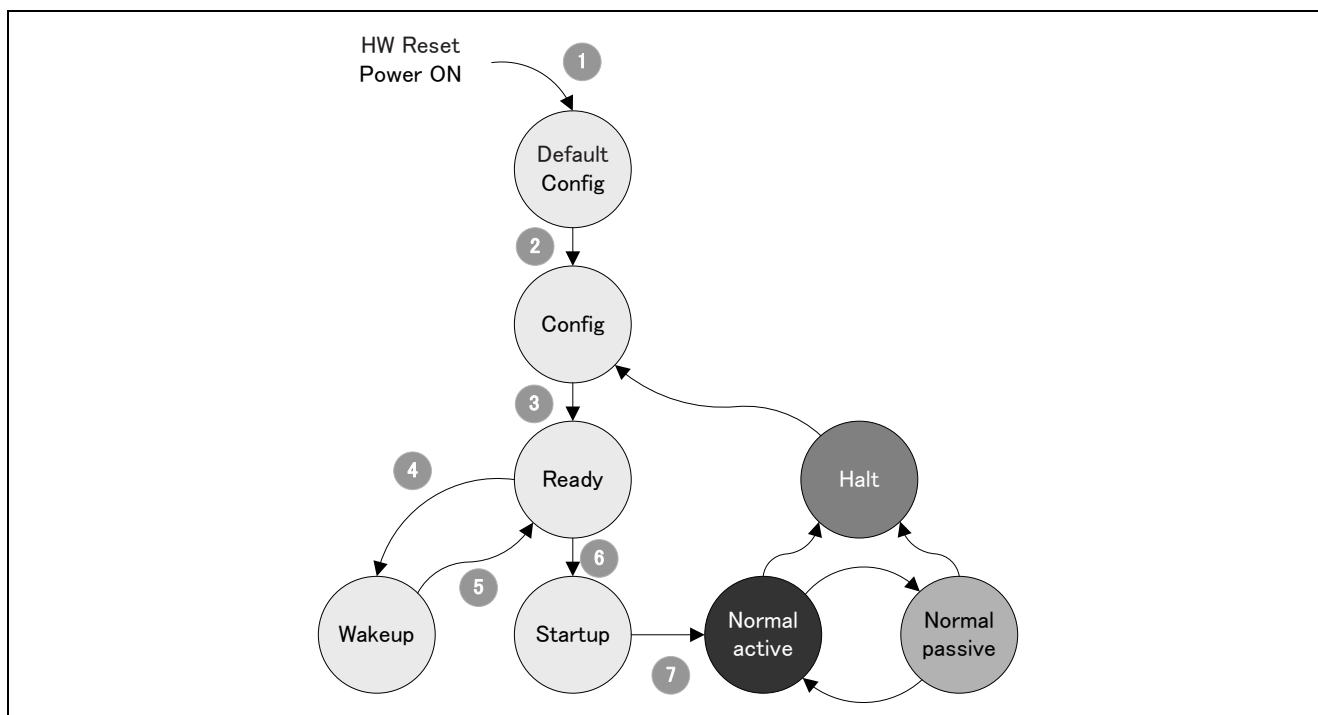 HW Reset
Power ON
1
Default
Config
2
Config
3
Ready
4
Halt
5
6
Wakeup
Startup
7
Normal
active
Normal
passive